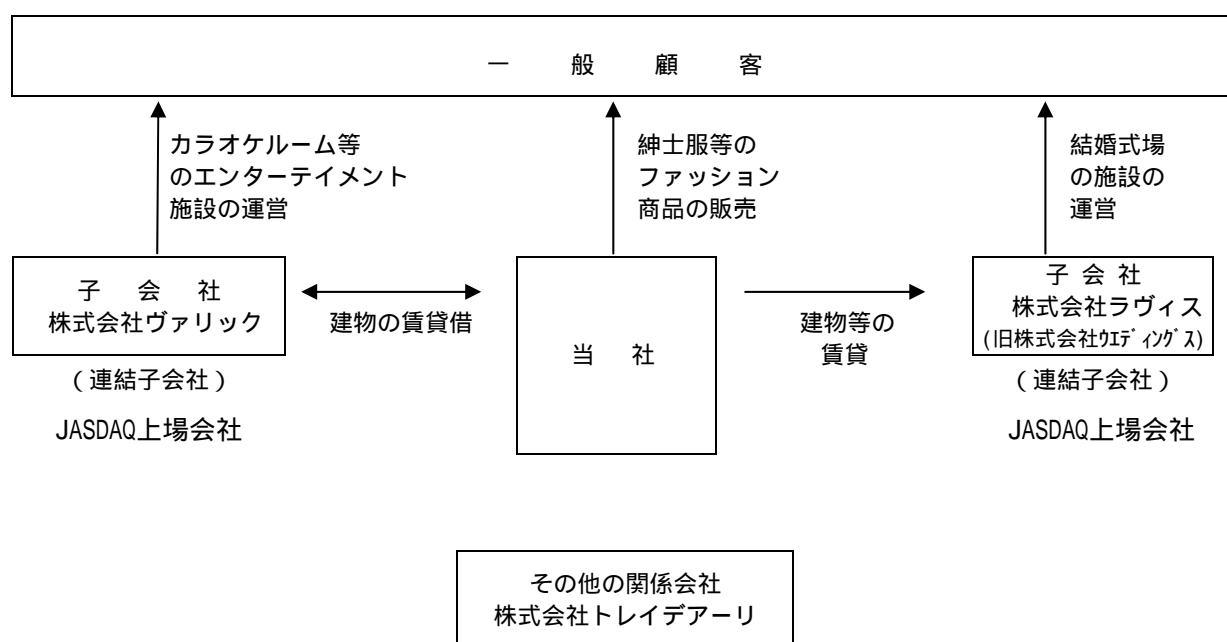 一般顧客
カラオケルーム等
のエンターテイメント
施設の運営
紳士服等の
ファッション
商品の販売
結婚式場
の施設の
運営
子会社
株式会社ヴァリック
(連結子会社)
JASDAQ上場会社
建物の賃貸借
当社
建物等の
賃貸
子会社
株式会社ラヴィス
(旧株式会社ウエディングス)
(連結子会社)
JASDAQ上場会社
その他の関係会社
株式会社トレイデアーリ